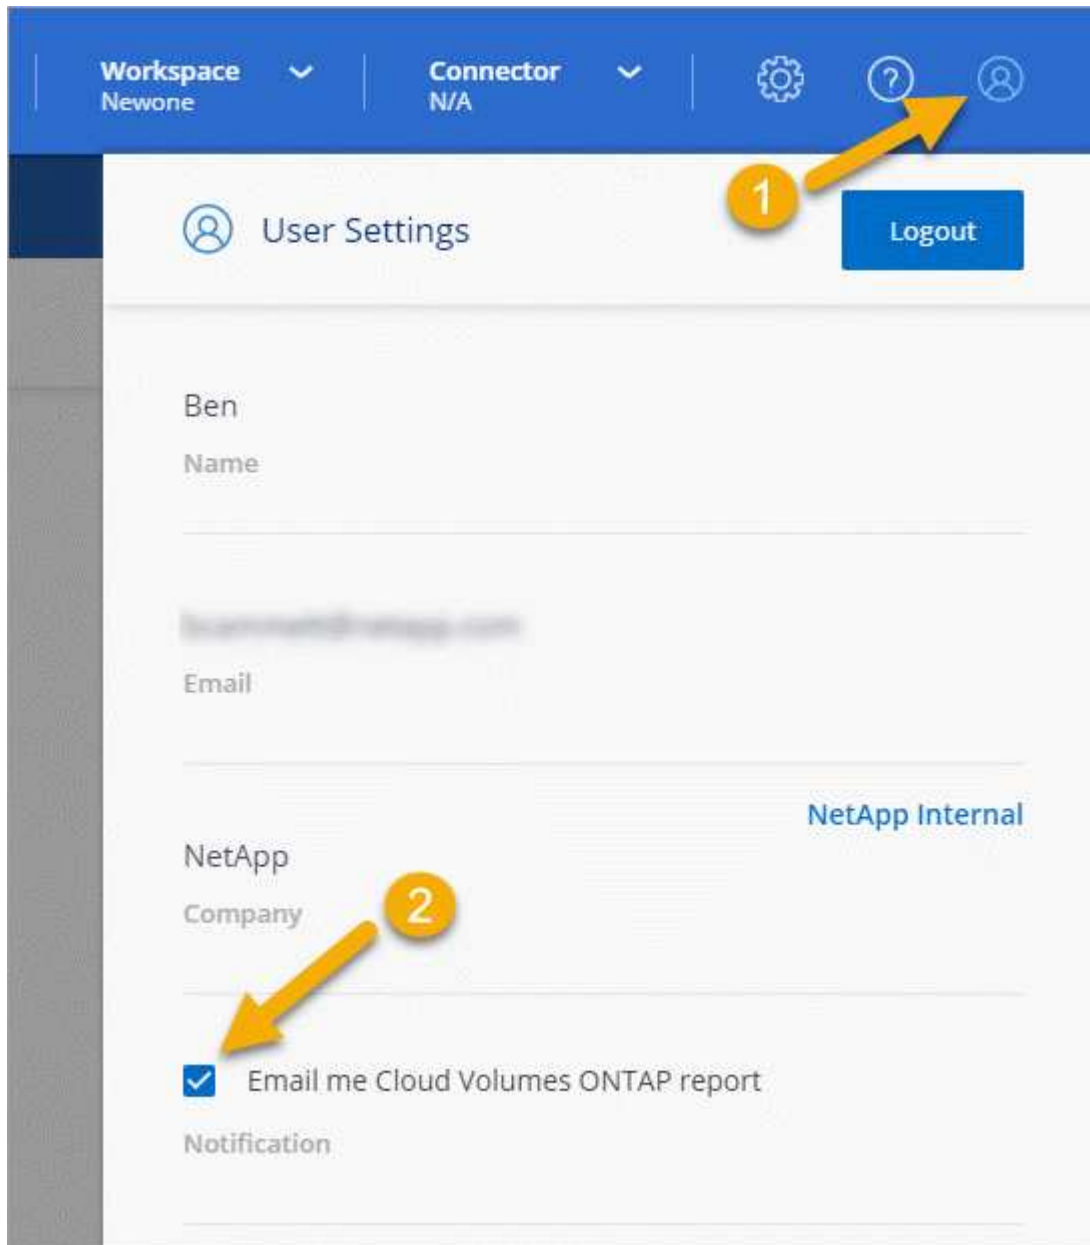 Workspace
Newone
Connector
N/A
?
1
User Settings
Logout
Ben
Name
Email
NetApp Internal
NetApp
Company
2
Email me Cloud Volumes ONTAP report
Notification